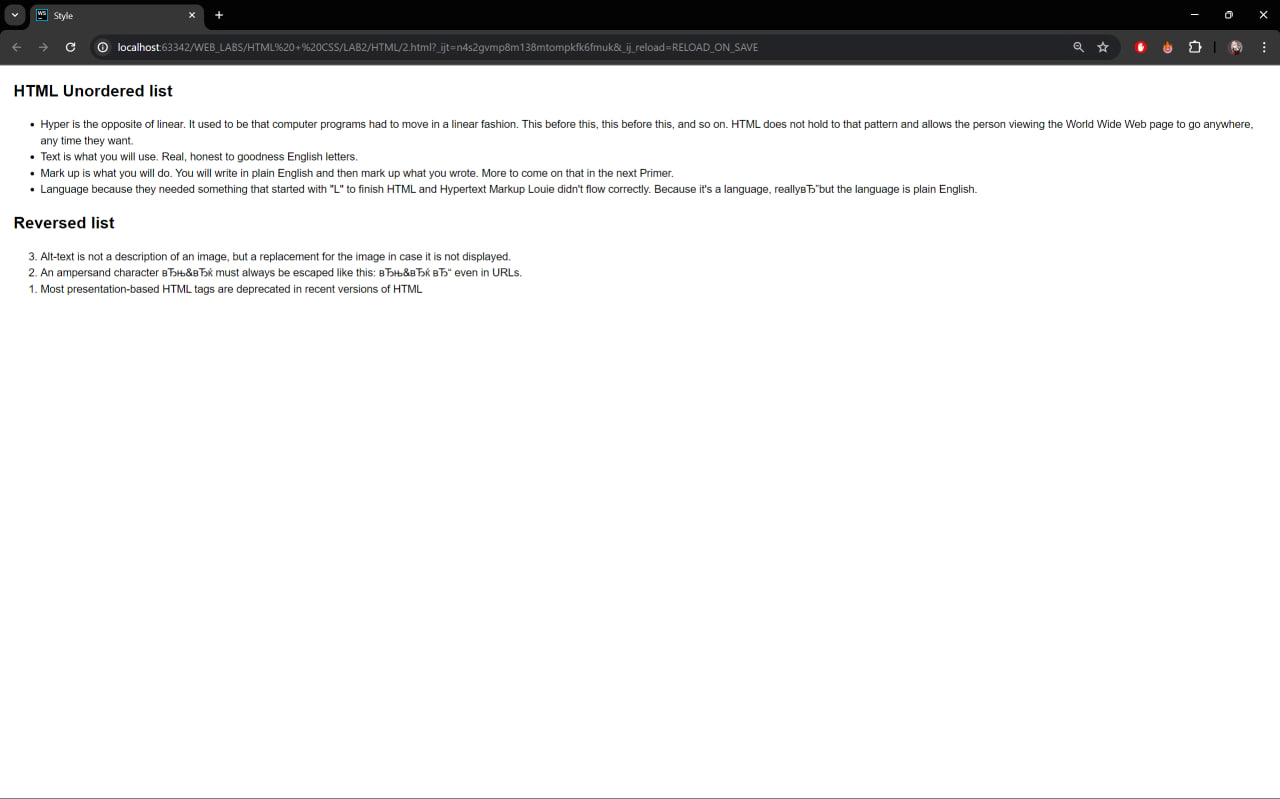 Style
localhost:63342/WEB_LABS/HTML%20+%20CSS/LAB2/HTML/2.html?_ijt=n4s2gvmp8m138mtompkfk6fmuk&_ij_reload=RELOAD_ON_SAVE
HTML Unordered list
• Hyper is the opposite of linear. It used to be that computer programs had to move in a linear fashion. This before this, this before this, and so on. HTML does not hold to that pattern and allows the person viewing the World Wide Web page to go anywhere,
any time they want.
• Text is what you will use. Real, honest to goodness English letters.
• Mark up is what you will do. You will write in plain English and then mark up what you wrote. More to come on that in the next Primer.
• Language because they needed something that started with "L" to finish HTML and Hypertext Markup Louie didn't flow correctly. Because it's a language, reallyвЂ”but the language is plain English.
Reversed list
3. Alt-text is not a description of an image, but a replacement for the image in case it is not displayed.
2. An ampersand character вЂњ&вЂќ must always be escaped like this: вЂњ&вЂќ вЂ“ even in URLs.
1. Most presentation-based HTML tags are deprecated in recent versions of HTML